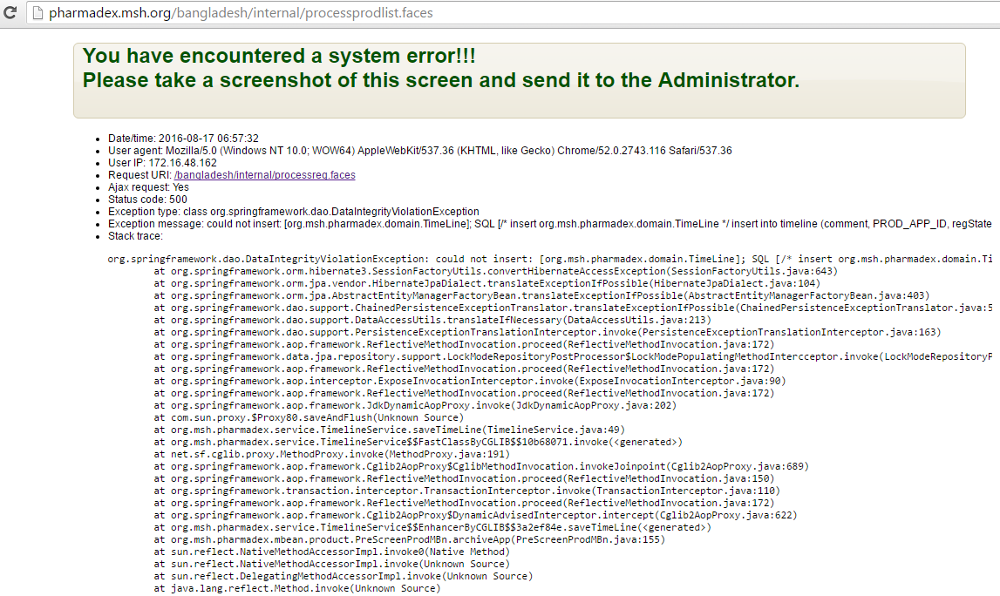 pharmadex.msh.org/bangladesh/internal/processprodlist.faces
You have encountered a system error!!!
Please take a screenshot of this screen and send it to the Administrator.
Date/time: 2016-08-17 06:57:32
User agent: Mozilla/5.0 (Windows NT 10.0; WOW64) AppleWebKit/537.36 (KHTML, like Gecko) Chrome/52.0.2743.116 Safari/537.36
User IP: 172.16.48.162
Request URI: /bangladesh/internal/processreg.faces
Ajax request: Yes
Status code: 500
Exception type: class org.springframework.dao.DataIntegrityViolationException
Exception message: could not insert: [org.msh.pharmadex.domain.TimeLine]; SQL [/* insert org.msh.pharmadex.domain.TimeLine */ insert into timeline (comment, PROD_APP_ID, regState
Stack trace:
org.springframework.dao.DataIntegrityViolationException: could not insert: [org.msh.pharmadex.domain.TimeLine]; SQL [/* insert org.msh.pharmadex.domain.Ti
at org.springframework.orm.hibernate3.SessionFactoryUtils.convertHibernateAccessException(SessionFactoryUtils.java:643)
at org.springframework.orm.jpa.vendor.HibernateJpaDialect.translateExceptionIfPossible(HibernateJpaDialect.java:104)
at org.springframework.orm.jpa.AbstractEntityManagerFactoryBean.translateExceptionIfPossible(AbstractEntityManagerFactoryBean.java:403)
at org.springframework.dao.support.ChainedPersistenceExceptionTranslator.translateExceptionIfPossible(ChainedPersistenceExceptionTranslator.java:5
at org.springframework.dao.support.DataAccessUtils.translateIfNecessary(DataAccessUtils.java:213)
at org.springframework.dao.support.PersistenceExceptionTranslationInterceptor.invoke(PersistenceExceptionTranslationInterceptor.java:163)
at org.springframework.aop.framework.ReflectiveMethodInvocation.proceed(ReflectiveMethodInvocation.java:172)
at org.springframework.data.jpa.repository.support.LockModeRepositoryPostProcessor$LockModePopulatingMethodIntercceptor.invoke(LockModeRepositoryP
at org.springframework.aop.framework.ReflectiveMethodInvocation.proceed(ReflectiveMethodInvocation.java:172)
at org.springframework.aop.interceptor.ExposeInvocationInterceptor.invoke(ExposeInvocationInterceptor.java:90)
at org.springframework.aop.framework.ReflectiveMethodInvocation.proceed(ReflectiveMethodInvocation.java:172)
at org.springframework.aop.framework.JdkDynamicAopProxy.invoke(JdkDynamicAopProxy.java:202)
at com.sun.proxy.$Proxy80.saveAndFlush(Unknown Source)
at org.msh.pharmadex.service.TimelineService.saveTimeLine(TimelineService.java:49)
at org.msh.pharmadex.service.TimelineService$$FastClassByCGLIB$$10b68071.invoke(<generated>)
at net.sf.cglib.proxy.MethodProxy.invoke(MethodProxy.java:191)
at org.springframework.aop.framework.Cglib2AopProxy$CglibMethodInvocation.invokeJoinpoint(Cglib2AopProxy.java:689)
at org.springframework.aop.framework.ReflectiveMethodInvocation.proceed(ReflectiveMethodInvocation.java:150)
at org.springframework.transaction.interceptor.TransactionInterceptor.invoke(TransactionInterceptor.java:110)
at org.springframework.aop.framework.ReflectiveMethodInvocation.proceed(ReflectiveMethodInvocation.java:172)
at org.springframework.aop.framework.Cglib2AopProxy$DynamicAdvisedInterceptor.intercept(Cglib2AopProxy.java:622)
at org.msh.pharmadex.service.TimelineService$$EnhancerByCGLIB$$3a2ef84e.saveTimeLine(<generated>)
at org.msh.pharmadex.mbean.product.PreScreenProdMBn.archiveApp(PreScreenProdMBn.java:155)
at sun.reflect.NativeMethodAccessorImpl.invoke0(Native Method)
at sun.reflect.NativeMethodAccessorImpl.invoke(Unknown Source)
at sun.reflect.DelegatingMethodAccessorImpl.invoke(Unknown Source)
at java.lang.reflect.Method.invoke(Unknown Source)